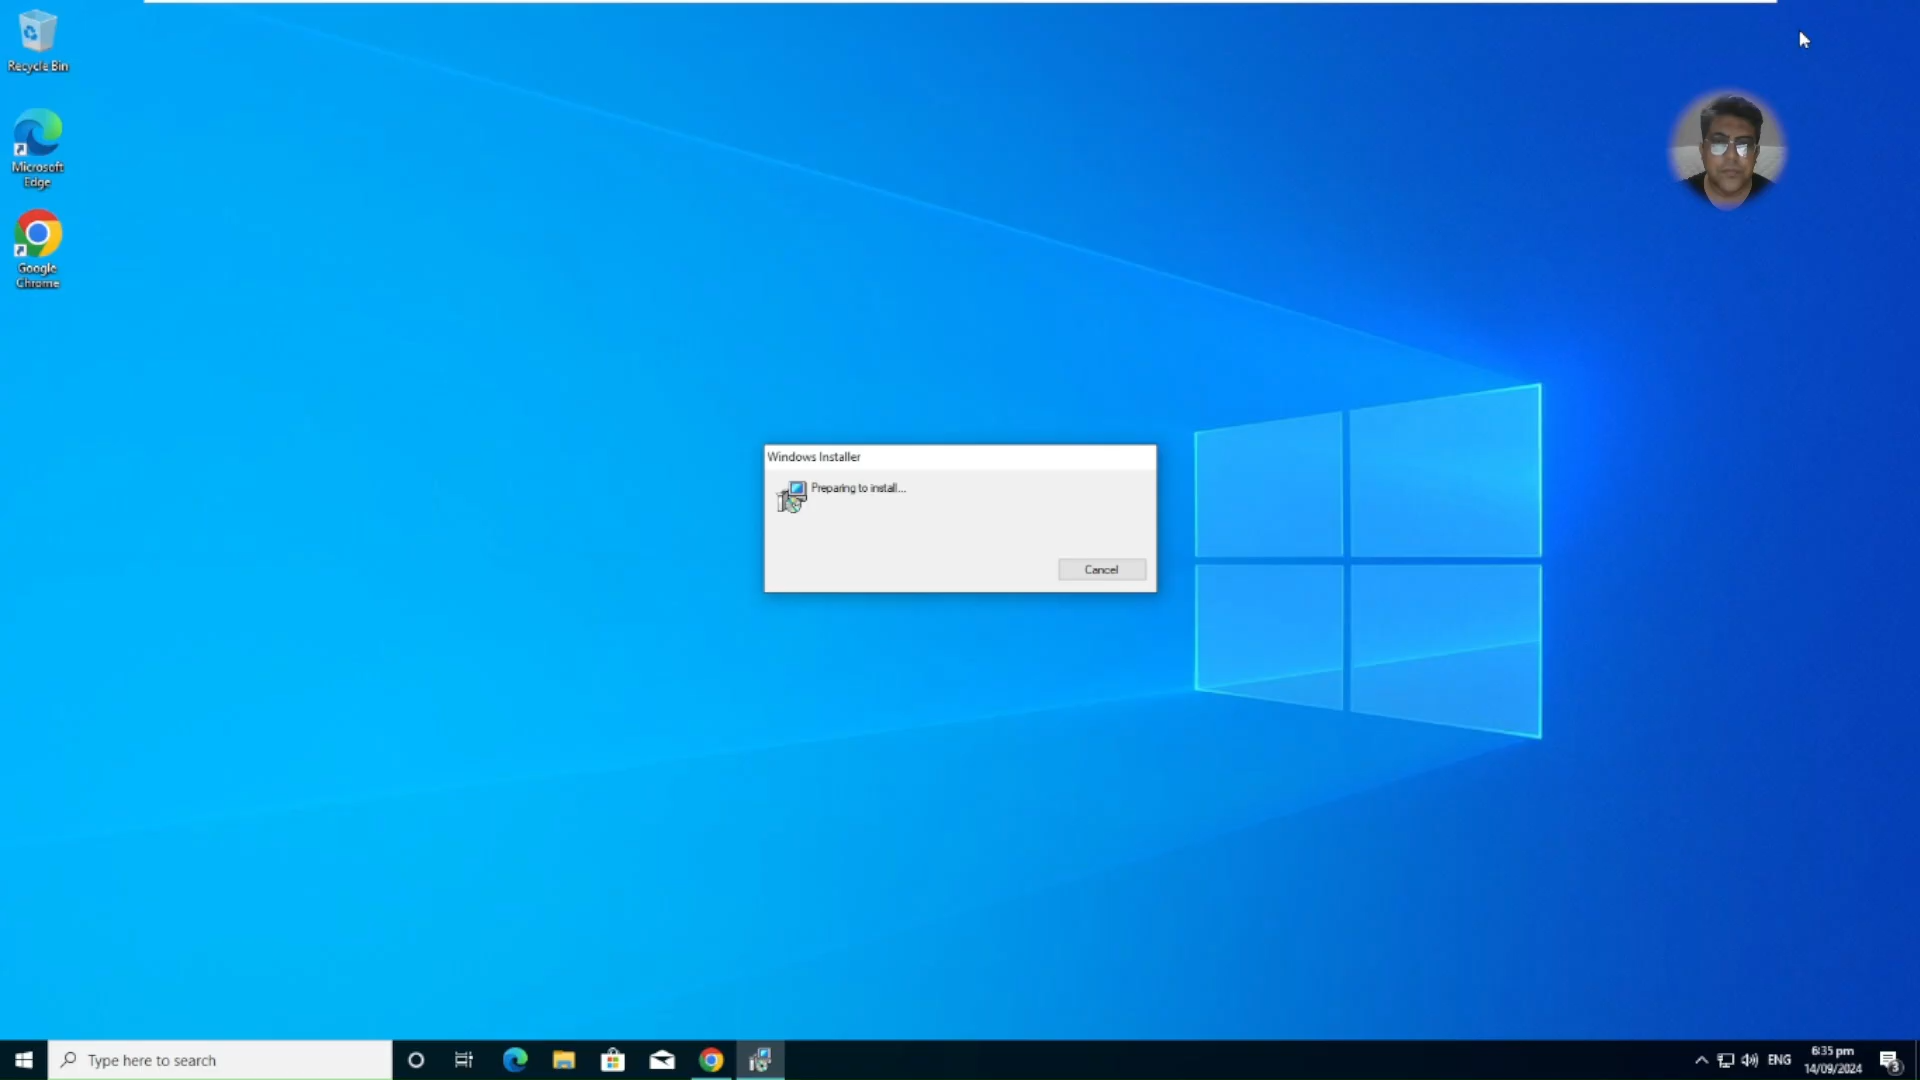 Recycle Bin
Microsoft
Edge
Google
Chrome
Windows Installer
Preparing to install...
Cancel
Type here to search
ENG
6:35 pm
14/09/2024
3